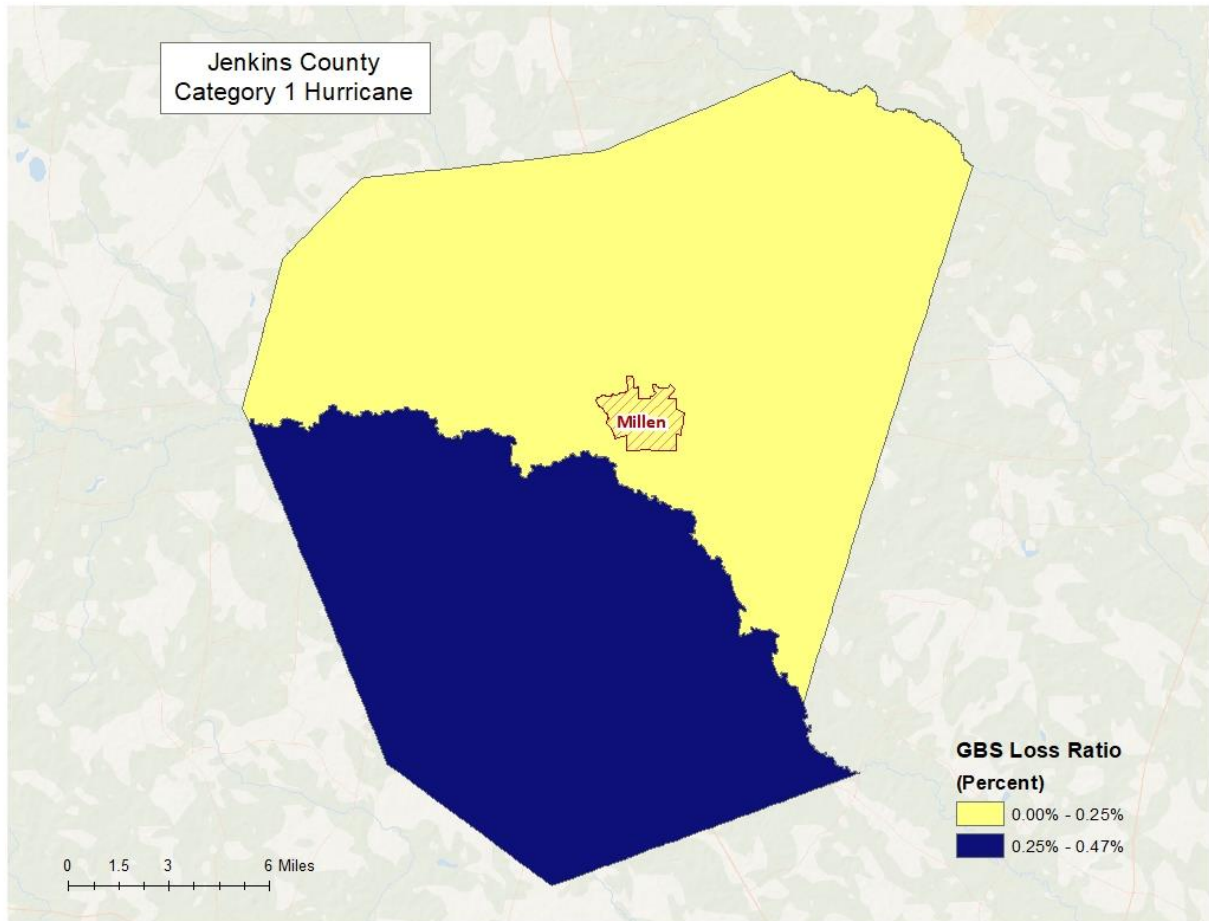 Jenkins County
Category 1 Hurricane
Millen
GBS Loss Ratio
(Percent)
0.00% - 0.25%
0.25% - 0.47%
0 1.5 3 6 Miles